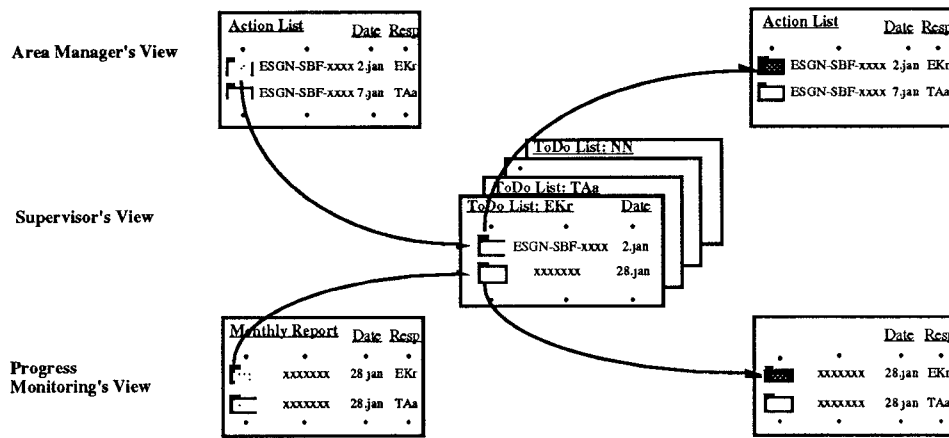 Area Manager's View
Action List Date Resp
ESGN-SBF-xxxx 2.jan EKr
ESGN-SBF-xxxx 7.jan TAa
Action List Date Resp
ESGN-SBF-xxxx 2.jan EKr
ESGN-SBF-xxxx 7.jan TAa
Supervisor's View
ToDo List: NN
ToDo List: TAa
ToDo List: EKr Date
ESGN-SBF-xxxx 2.jan
xxxxxxx 28.jan
Progress
Monitoring's View
Monthly Report Date Resp
xxxxxxx 28.jan EKr
xxxxxxx 28.jan TAa
Date Resp
xxxxxxx 28.jan EKr
xxxxxxx 28.jan TAa